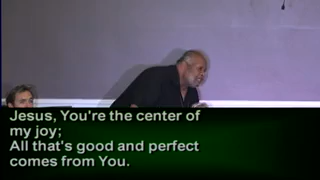 Jesus, You're the center of
my joy;
All that's good and perfect
comes from You.